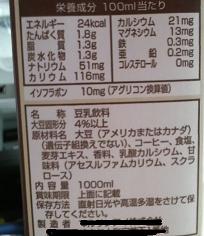 栄養成分 100ml当たり
エネルギー 24kcal カルシウム 21mg
たんぱく質 1.8g マグネシウム 13mg
脂質 1.3g 鉄 0.3mg
炭水化物 1.3g 亜鉛 0.2mg
ナトリウム 51mg コレステロール 0mg
カリウム 116mg
イソフラボン 10mg(アグリコン換算値)
名称 豆乳飲料
大豆固形分 4%以上
原材料名 大豆(アメリカまたはカナダ)
(遺伝子組換えでない)、コーヒー、食塩、
麦芽エキス、香料、乳酸カルシウム、甘
味料(アセスルファムカリウム、スクラ
ロース)
内容量 1000ml
賞味期限 上面に記載
保存方法 直射日光や高温多湿をさけて保
存してください。
製造者